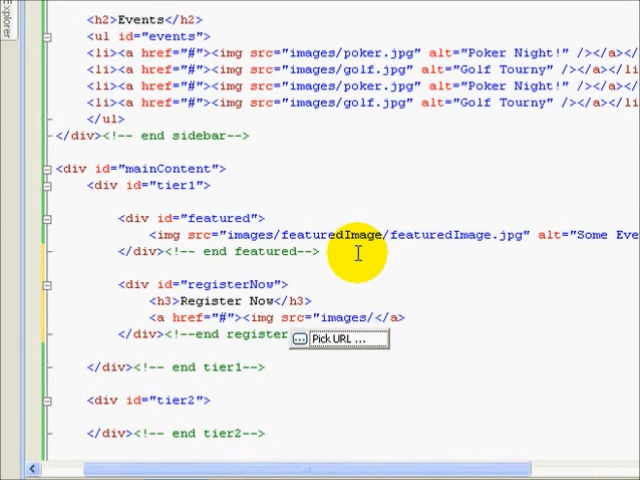 Explorer
<h2>Events</h2>
<ul id="events">
<li><a href="#"><img src="images/poker.jpg" alt="Poker Night!" /></a></
<li><a href="#"><img src="images/golf.jpg" alt="Golf Tourny" /></a></li
<li><a href="#"><img src="images/poker.jpg" alt="Poker Night!" /></a></
<li><a href="#"><img src="images/golf.jpg" alt="Golf Tourny" /></a></li
</ul>
</div><!-- end sidebar-->
<div id="mainContent">
<div id="tier1">
<div id="featured">
<img src="images/featuredImage/featuredImage.jpg" alt="Some Eve
</div><!-- end featured-->
<div id="registerNow">
<h3>Register Now</h3>
<a href="#"><img src="images/</a>
</div><!--end register
Pick URL ...
</div><!-- end tier1-->
<div id="tier2">
</div><!-- end tier2-->